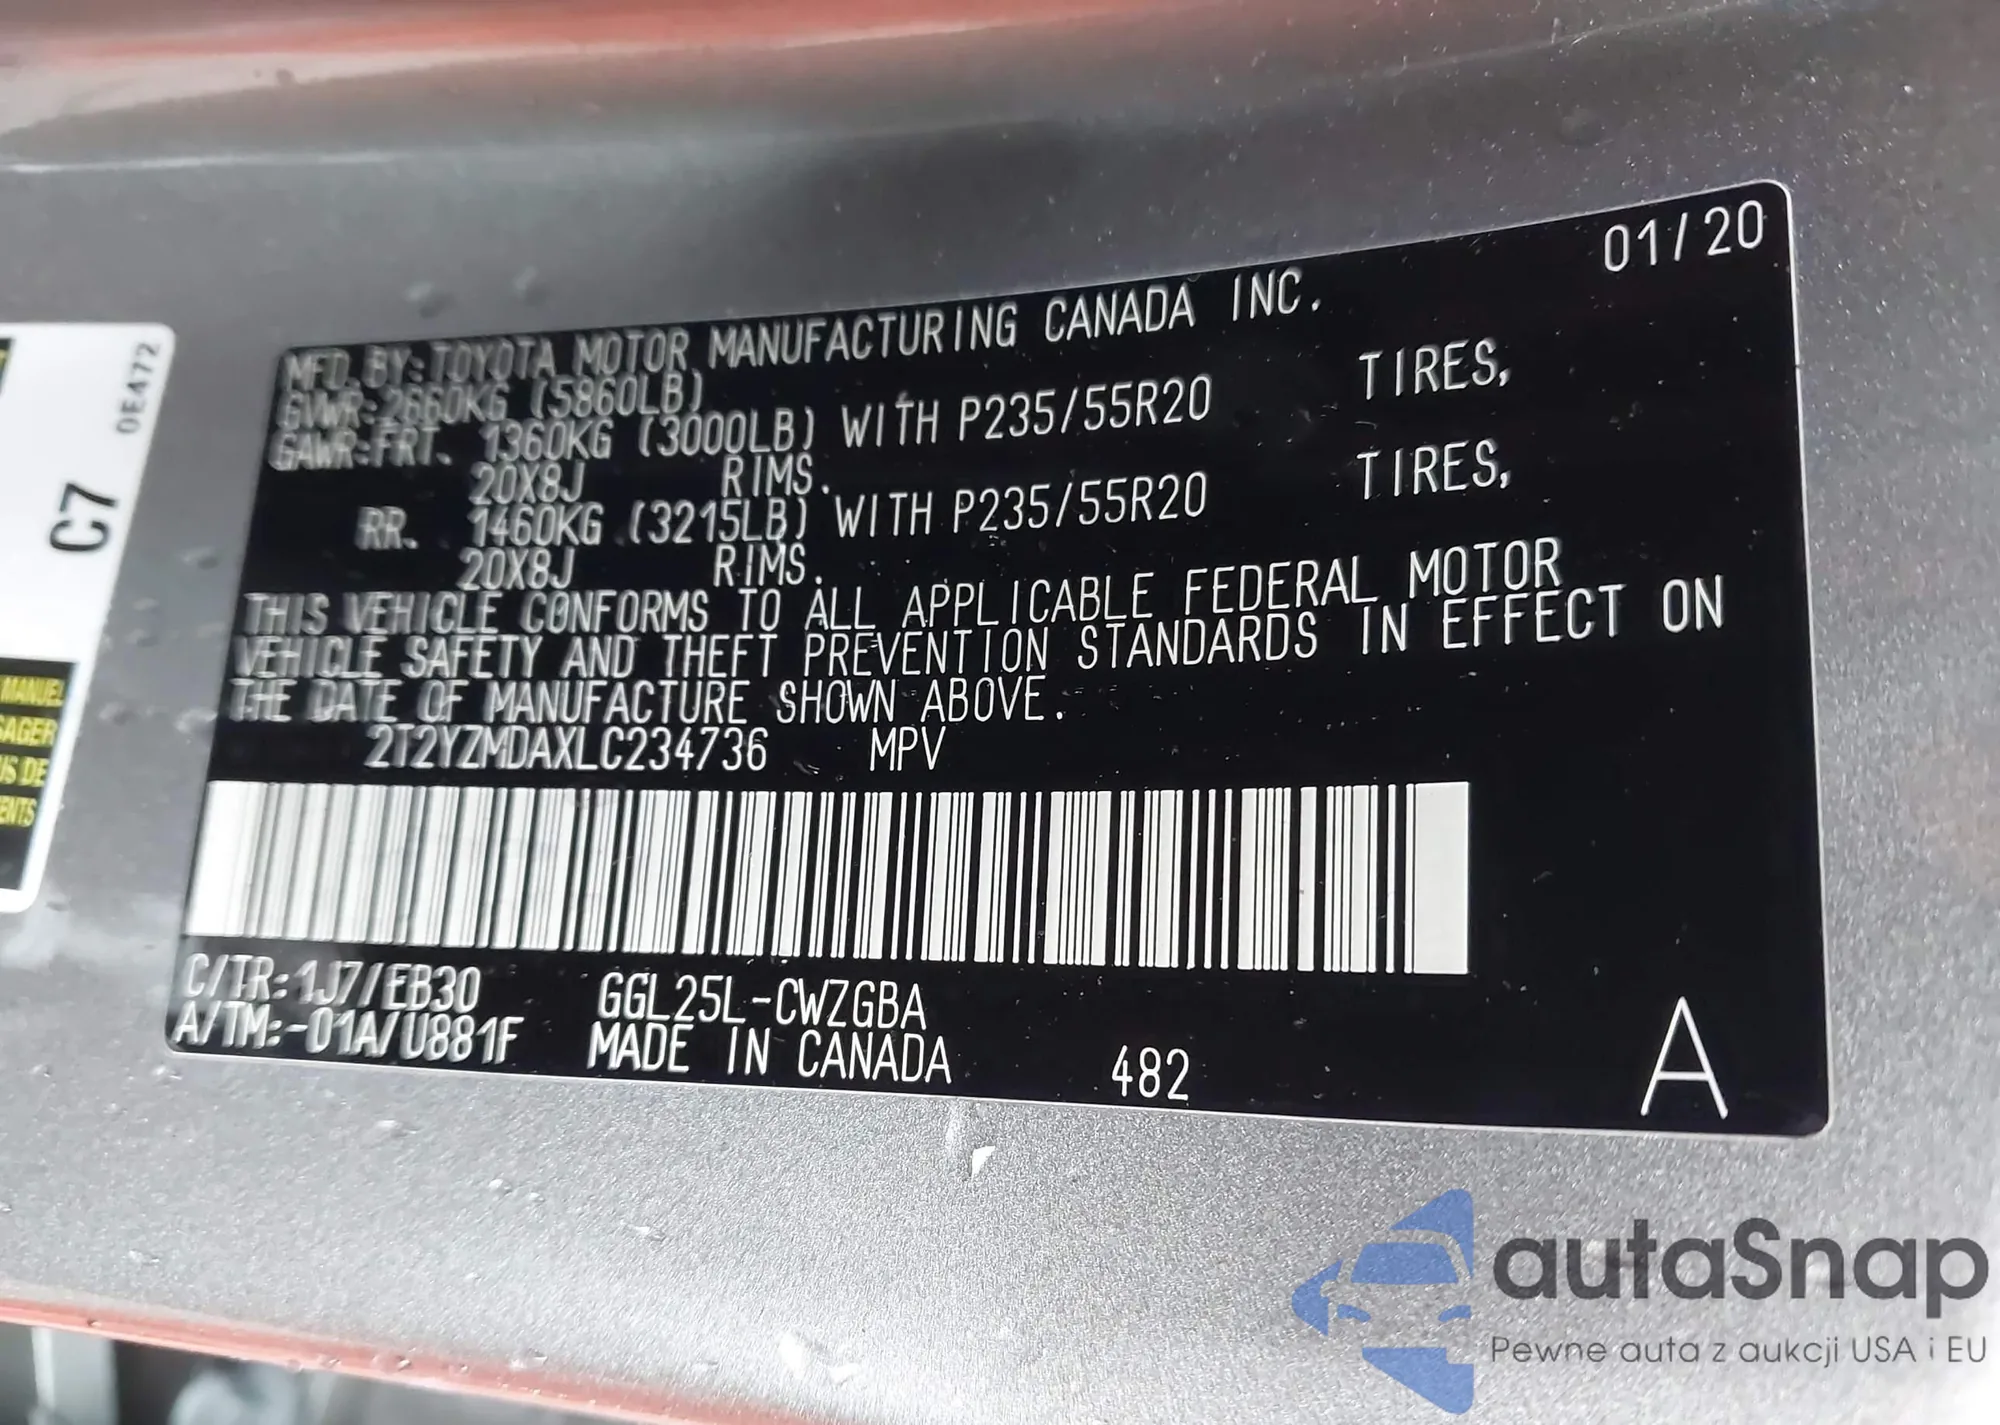 01/20
MFD. BY: TOYOTA MOTOR MANUFACTURING CANADA INC.
GVWR: 2660KG (5860LB)
GAWR: FRT. 1360KG (3000LB) WITH P235/55R20 TIRES,
20X8J RIMS.
RR. 1460KG (3215LB) WITH P235/55R20 TIRES,
20X8J RIMS.
THIS VEHICLE CONFORMS TO ALL APPLICABLE FEDERAL MOTOR
VEHICLE SAFETY AND THEFT PREVENTION STANDARDS IN EFFECT ON
THE DATE OF MANUFACTURE SHOWN ABOVE.
2T2YZMDAXLC234736 MPV
C/TR: 1J7/EB30 GGL25L-CWZGBA
A/TM: -01A/U881F MADE IN CANADA 482 A
0E472
C7
MANUEL
US DE
autaSnap
Pewne auta z aukcji USA i EU